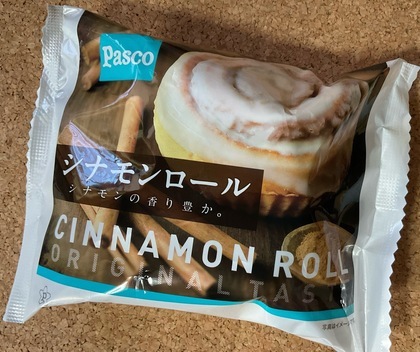 Pasco
シナモンロール
シナモンの香り豊か。
CINNAMON ROLL
ORIGINAL TAS